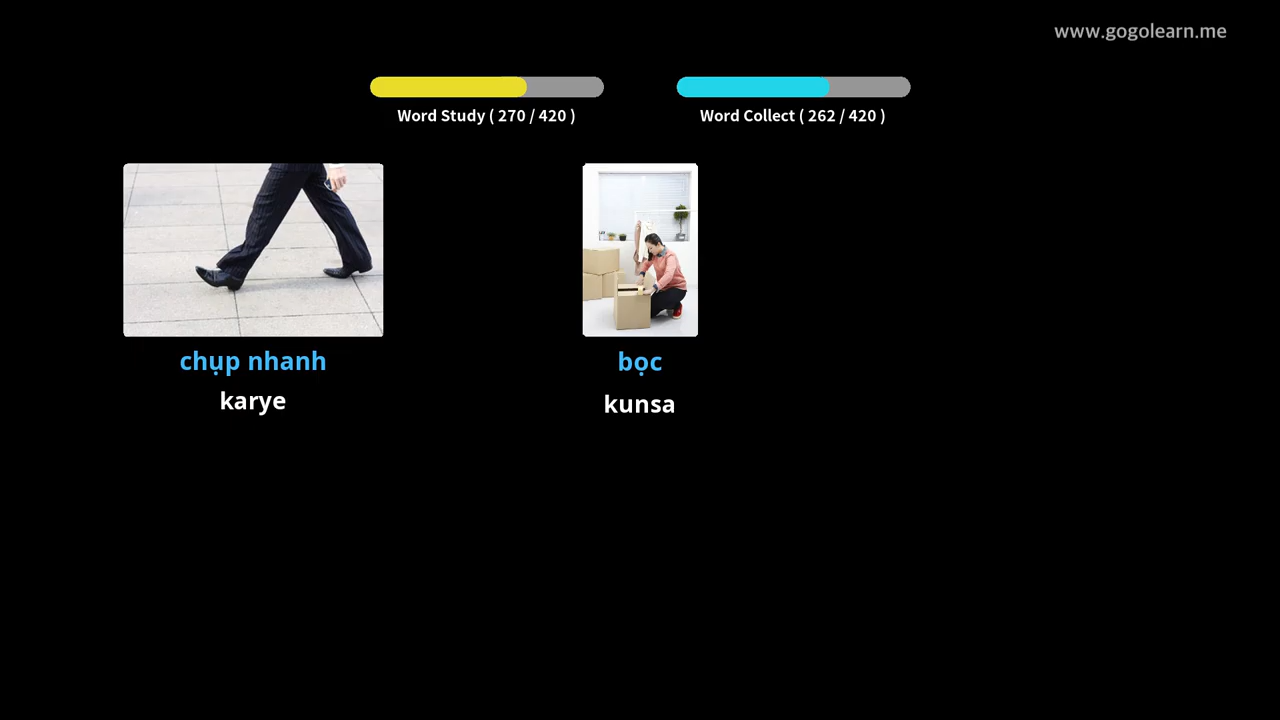 www.gogolearn.me
Word Study ( 270 / 420 )
Word Collect ( 262 / 420 )
chụp nhanh
karye
bọc
kunsa